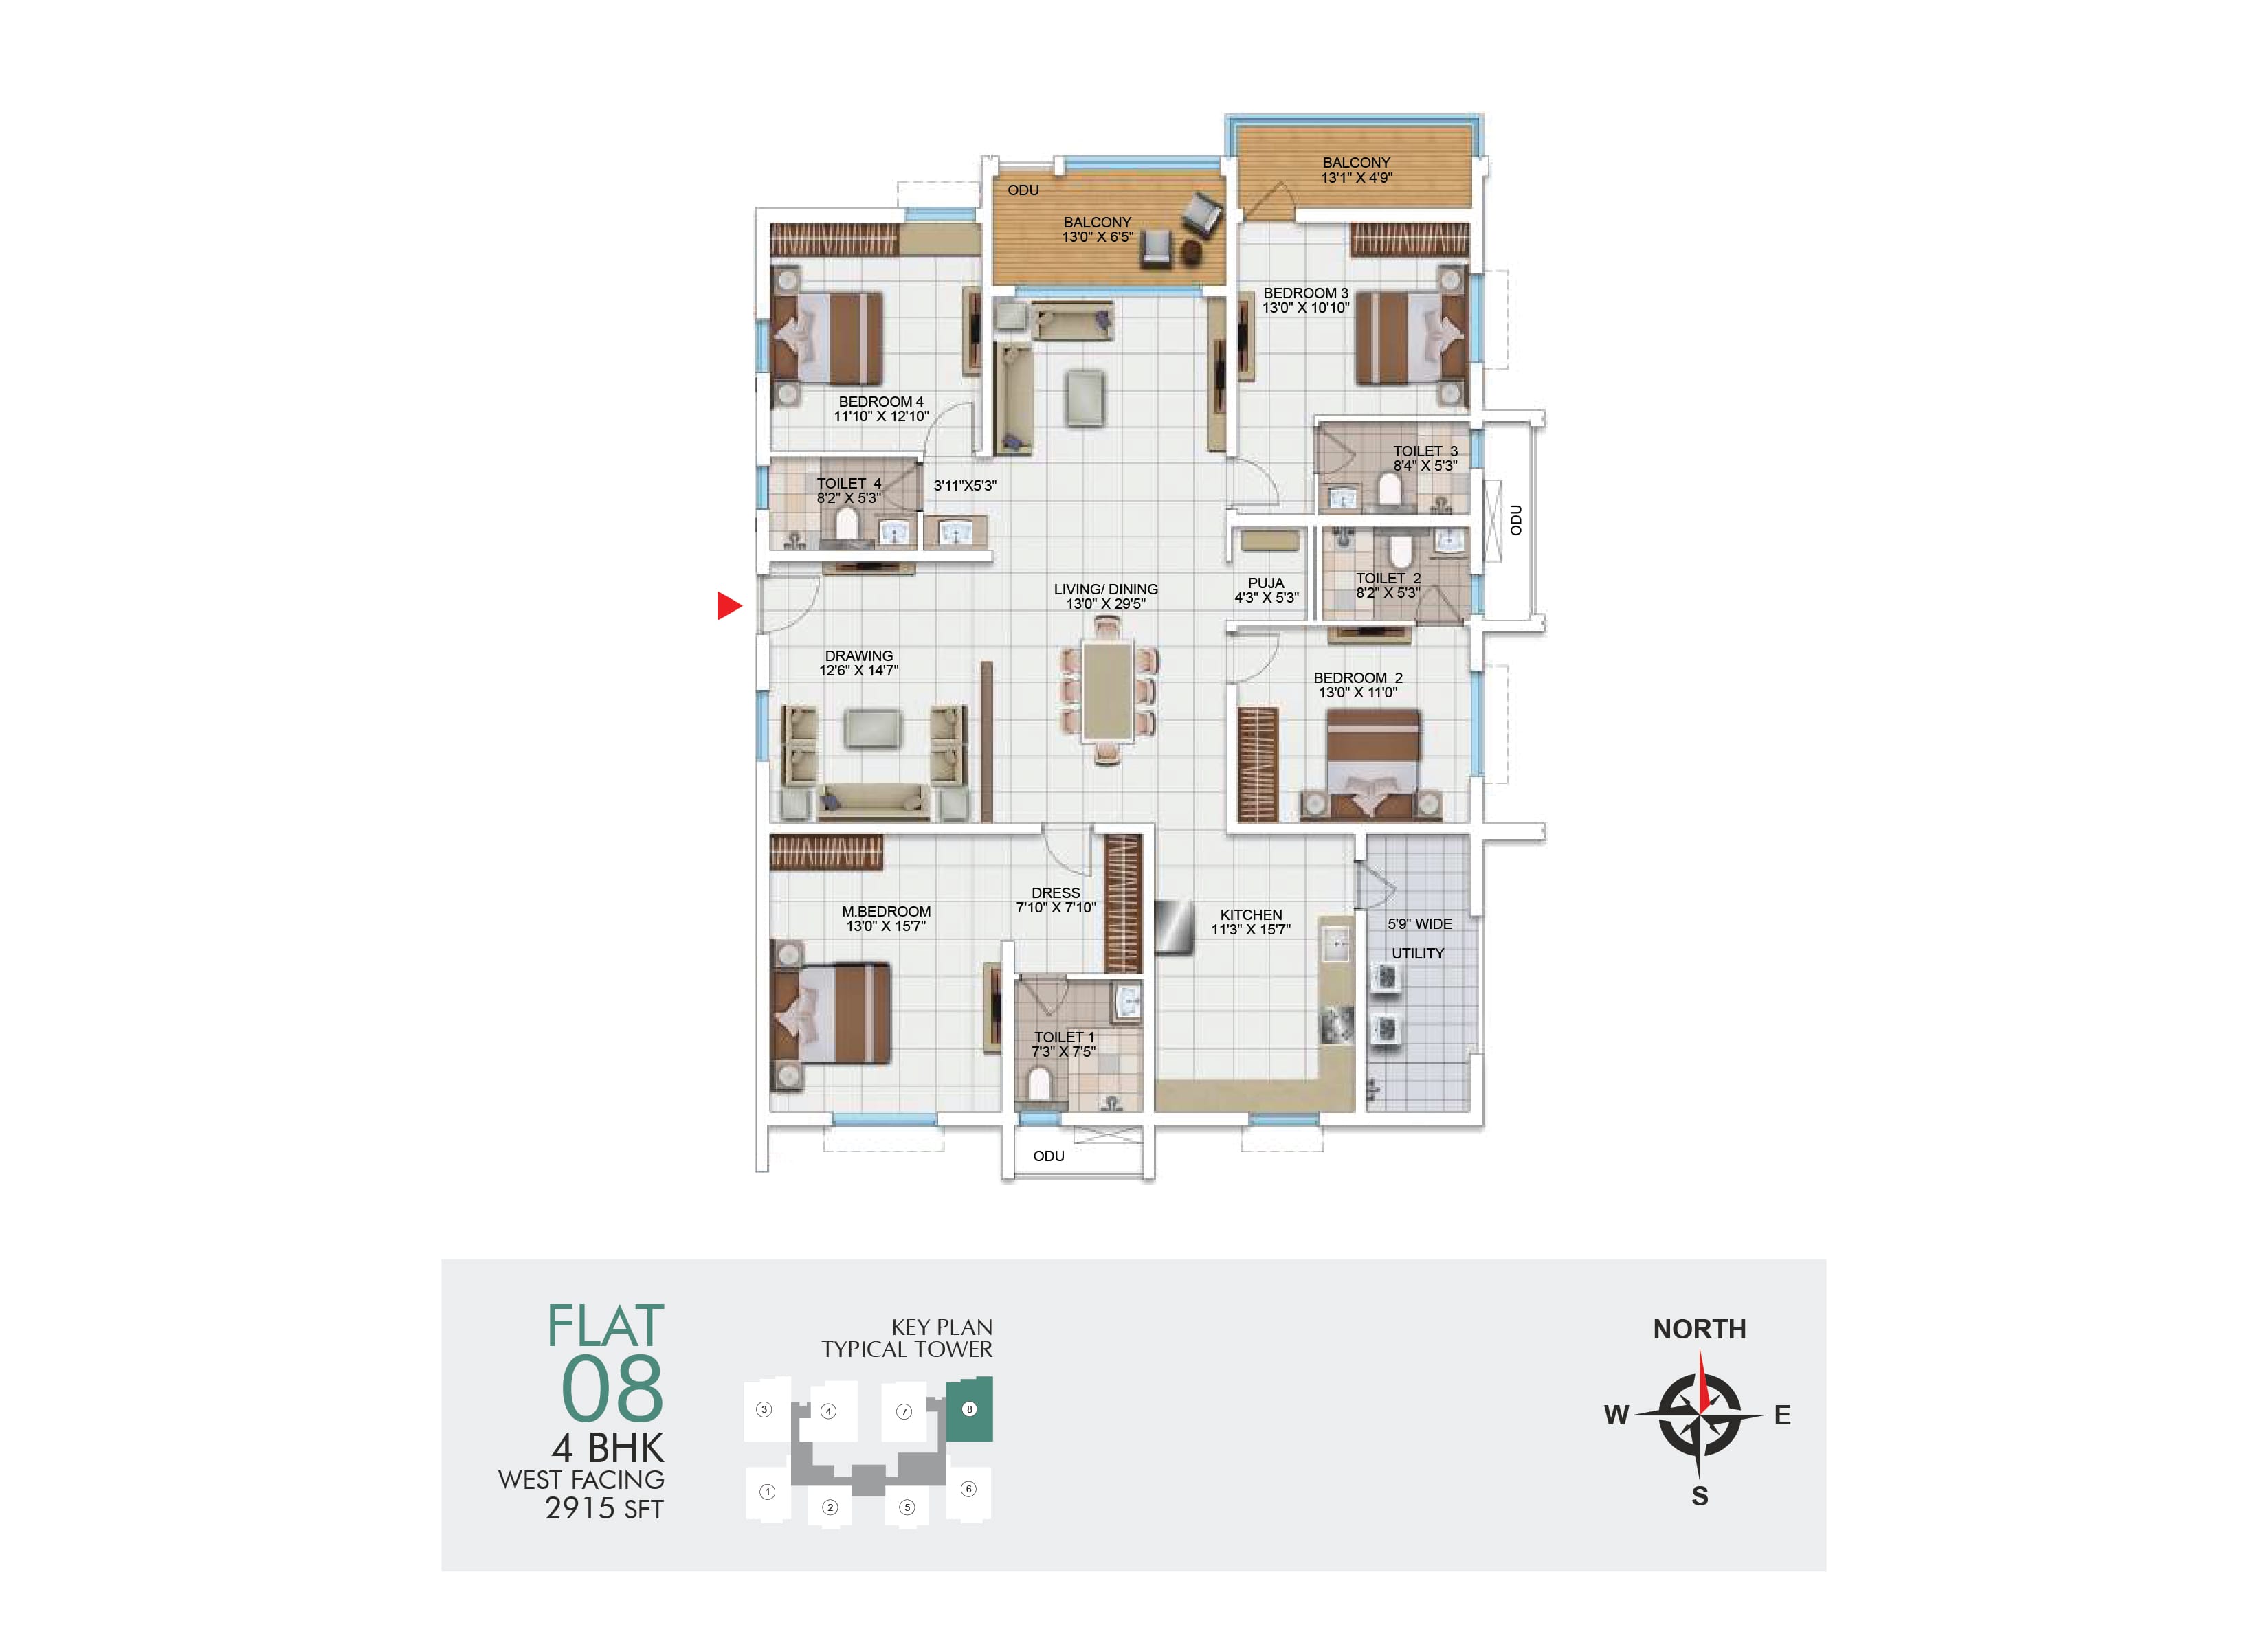 BALCONY
13'1" X 4'9"
ODU
BALCONY
13'0" X 6'5"
BEDROOM 3
13'0" X 10'10"
BEDROOM 4
11'10" X 12'10"
TOILET 3
8'4" X 5'3"
TOILET 4
8'2" X 5'3"
3'11"X5'3"
ODU
TOILET 2
8'2" X 5'3"
PUJA
4'3" X 5'3"
LIVING/ DINING
13'0" X 29'5"
DRAWING
12'6" X 14'7"
BEDROOM 2
13'0" X 11'0"
DRESS
7'10" X 7'10"
M.BEDROOM
13'0" X 15'7"
KITCHEN
11'3" X 15'7"
5'9" WIDE
UTILITY
TOILET 1
7'3" X 7'5"
ODU
FLAT
08
4 BHK
WEST FACING
2915 SFT
KEY PLAN
TYPICAL TOWER
3
4
7
8
1
2
5
6
NORTH
W
E
S